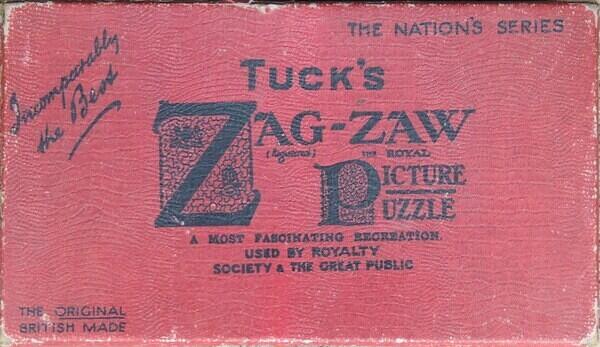 THE NATION'S SERIES
Incomparably
the Best
TUCK'S
ZAG-ZAW
(Registered) THE ROYAL
PICTURE
PUZZLE
A MOST FASCINATING RECREATION.
USED BY ROYALTY
SOCIETY & THE GREAT PUBLIC
THE ORIGINAL
BRITISH MADE